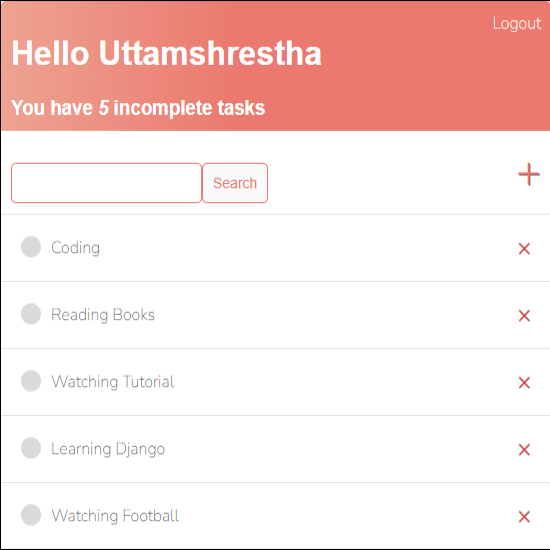 Logout
Hello Uttamshrestha
You have 5 incomplete tasks
Search
Coding
Reading Books
Watching Tutorial
Learning Django
Watching Football